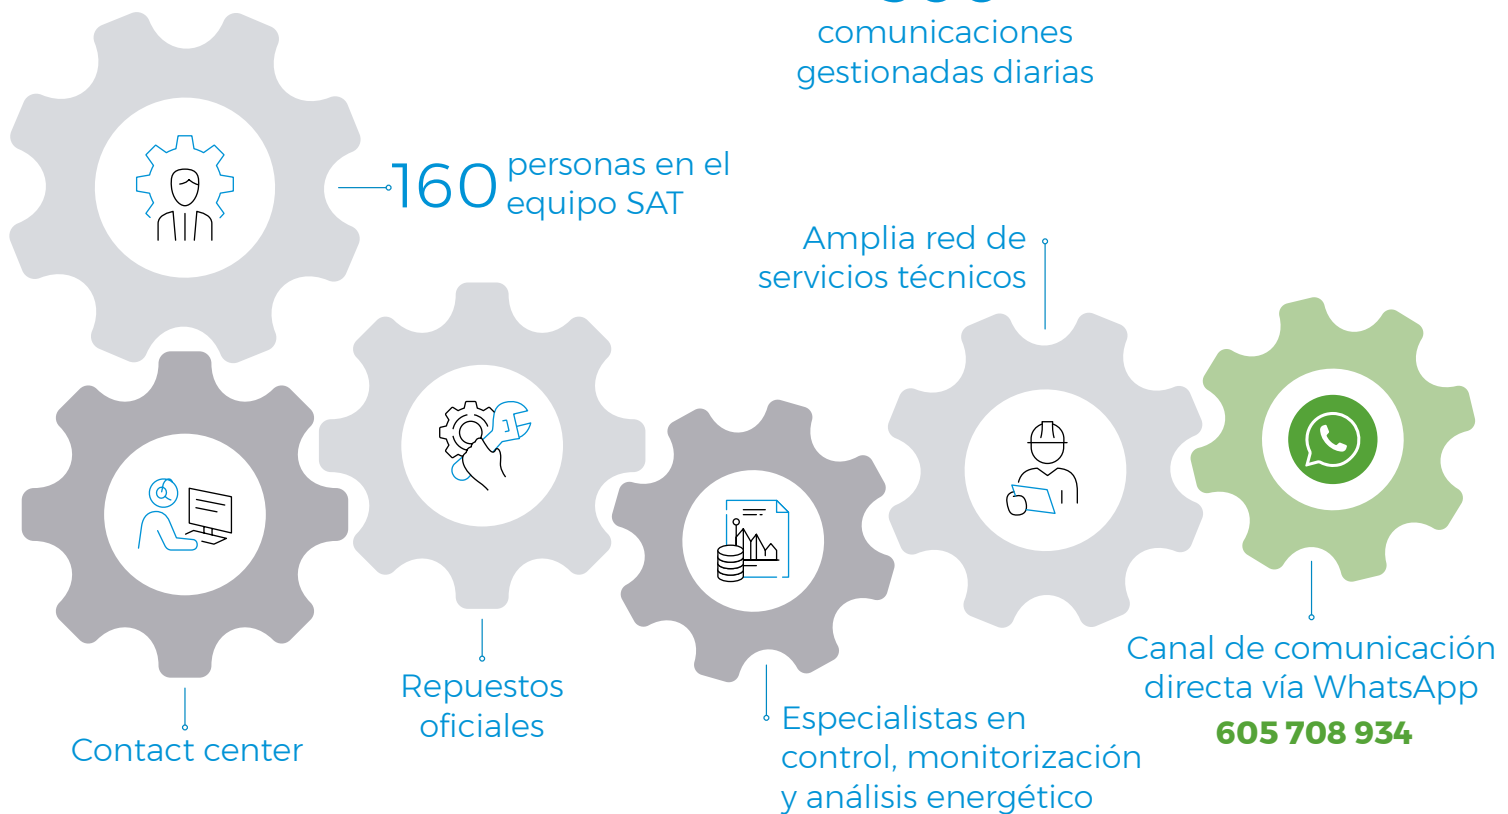 comunicaciones
gestionadas diarias
160 personas en el
equipo SAT
Amplia red de
servicios técnicos
Contact center
Repuestos
oficiales
Especialistas en
control, monitorización
y análisis energético
Canal de comunicación
directa vía WhatsApp
605 708 934